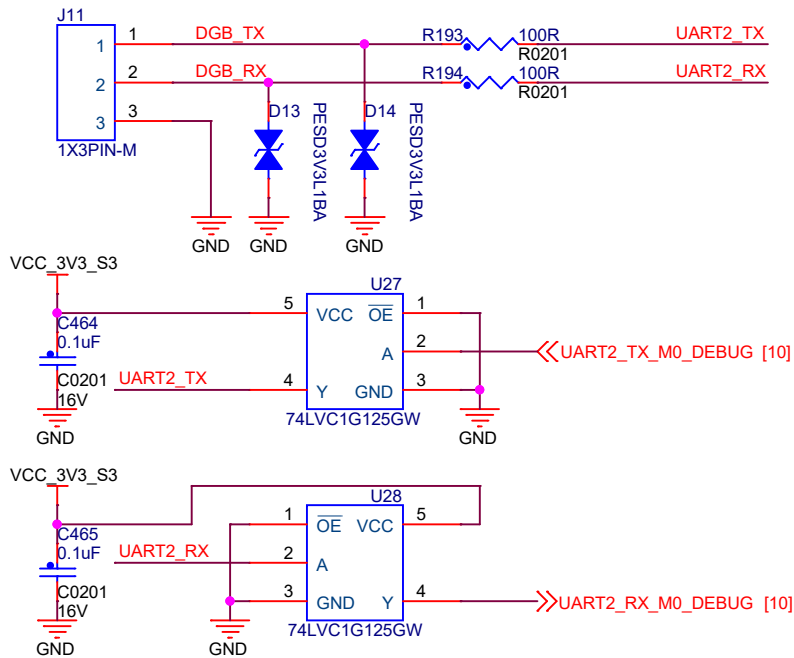 J11
1 1 DGB_TX R193 100R UART2_TX
R0201
2 2 DGB_RX R194 100R UART2_RX
R0201
3 3
1X3PIN-M
D13 PESD3V3L1BA
D14 PESD3V3L1BA
GND GND GND
VCC_3V3_S3
C464
0.1uF
C0201
16V
GND
U27
5 VCC OE 1
A 2 UART2_TX_M0_DEBUG [10]
UART2_TX 4 Y GND 3
74LVC1G125GW
GND
VCC_3V3_S3
C465
0.1uF
C0201
16V
GND
U28
1 OE VCC 5
UART2_RX 2 A
3 GND Y 4 UART2_RX_M0_DEBUG [10]
74LVC1G125GW
GND